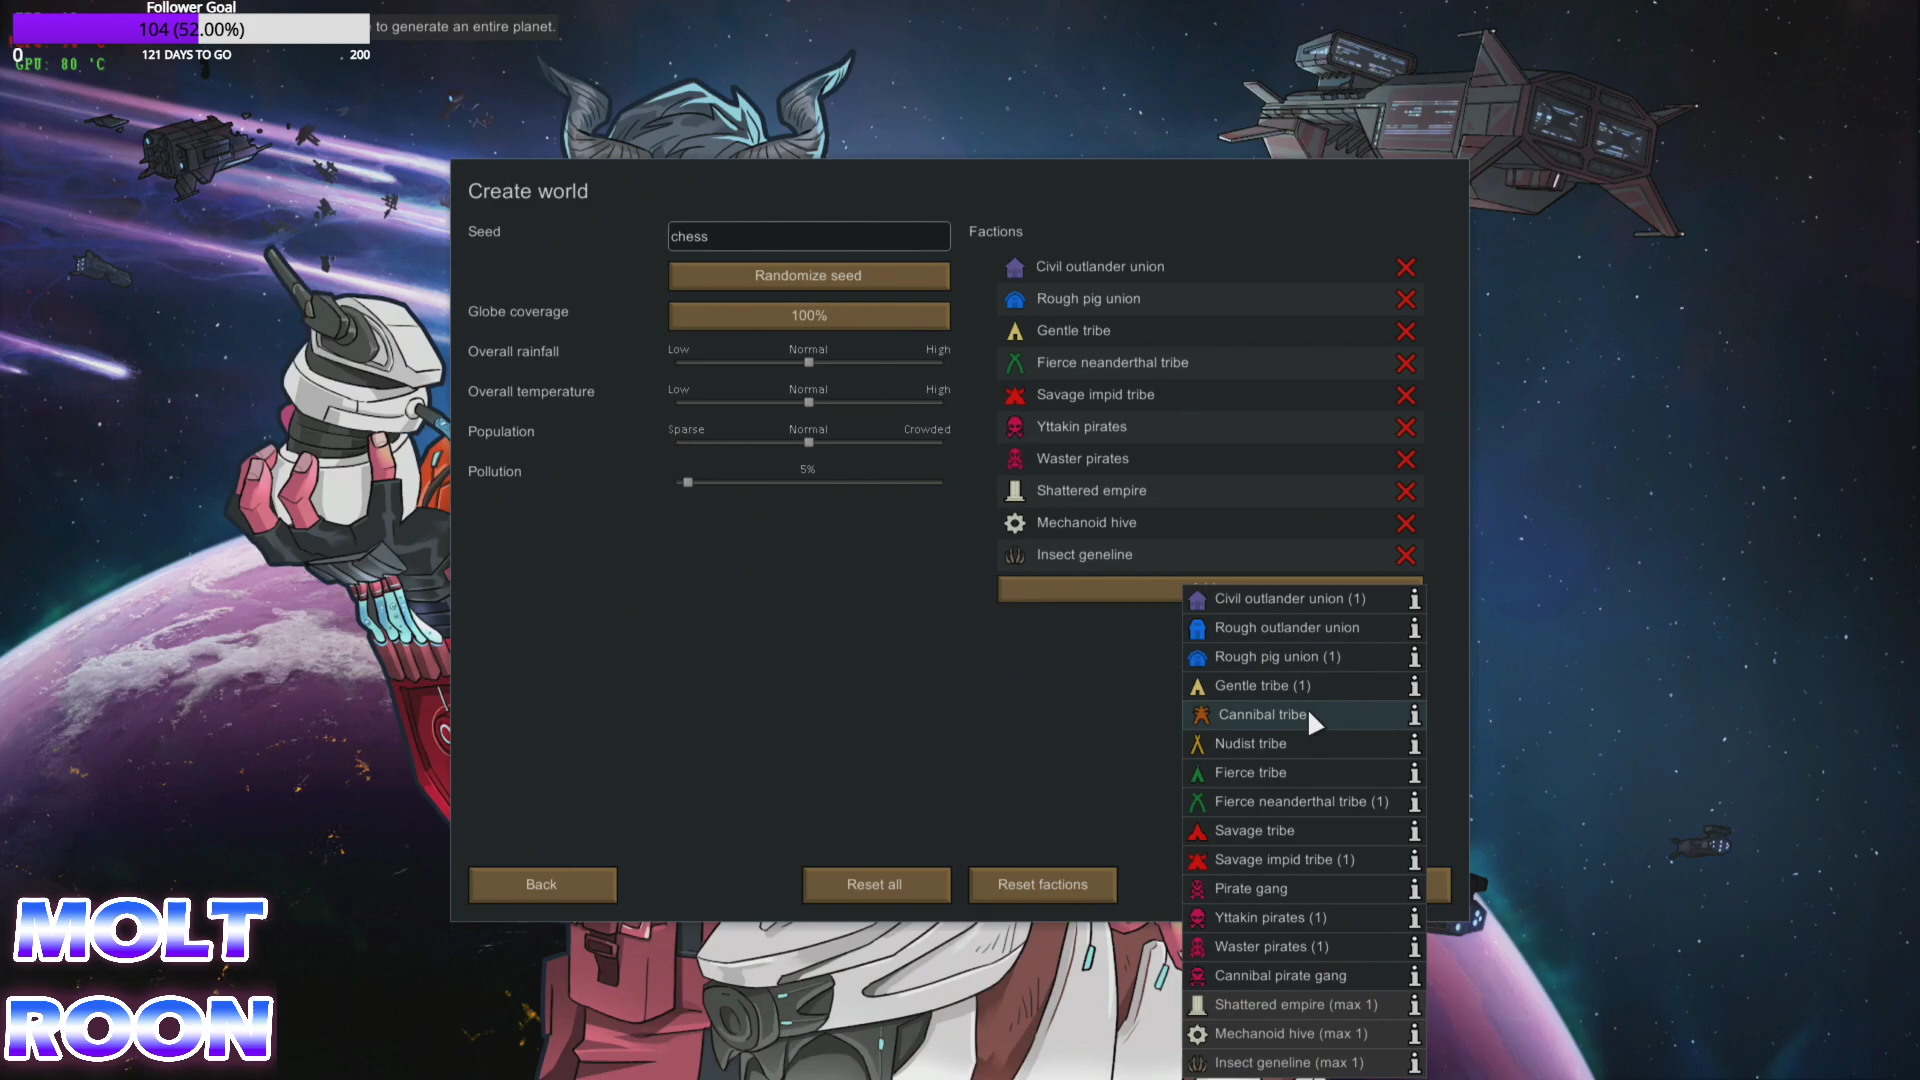 Follower Goal
104 (52.00%)
0
121 DAYS TO GO
200
to generate an entire planet.
GPU: 80 °C
Create world
Seed
chess
Randomize seed
Globe coverage
100%
Overall rainfall
Low
Normal
High
Overall temperature
Low
Normal
High
Population
Sparse
Normal
Crowded
Pollution
5%
Factions
Civil outlander union
Rough pig union
Gentle tribe
Fierce neanderthal tribe
Savage impid tribe
Yttakin pirates
Waster pirates
Shattered empire
Mechanoid hive
Insect geneline
Civil outlander union (1)
Rough outlander union
Rough pig union (1)
Gentle tribe (1)
Cannibal tribe
Nudist tribe
Fierce tribe
Fierce neanderthal tribe (1)
Savage tribe
Savage impid tribe (1)
Pirate gang
Yttakin pirates (1)
Waster pirates (1)
Cannibal pirate gang
Shattered empire (max 1)
Mechanoid hive (max 1)
Insect geneline (max 1)
Back
Reset all
Reset factions
MOLT
ROON